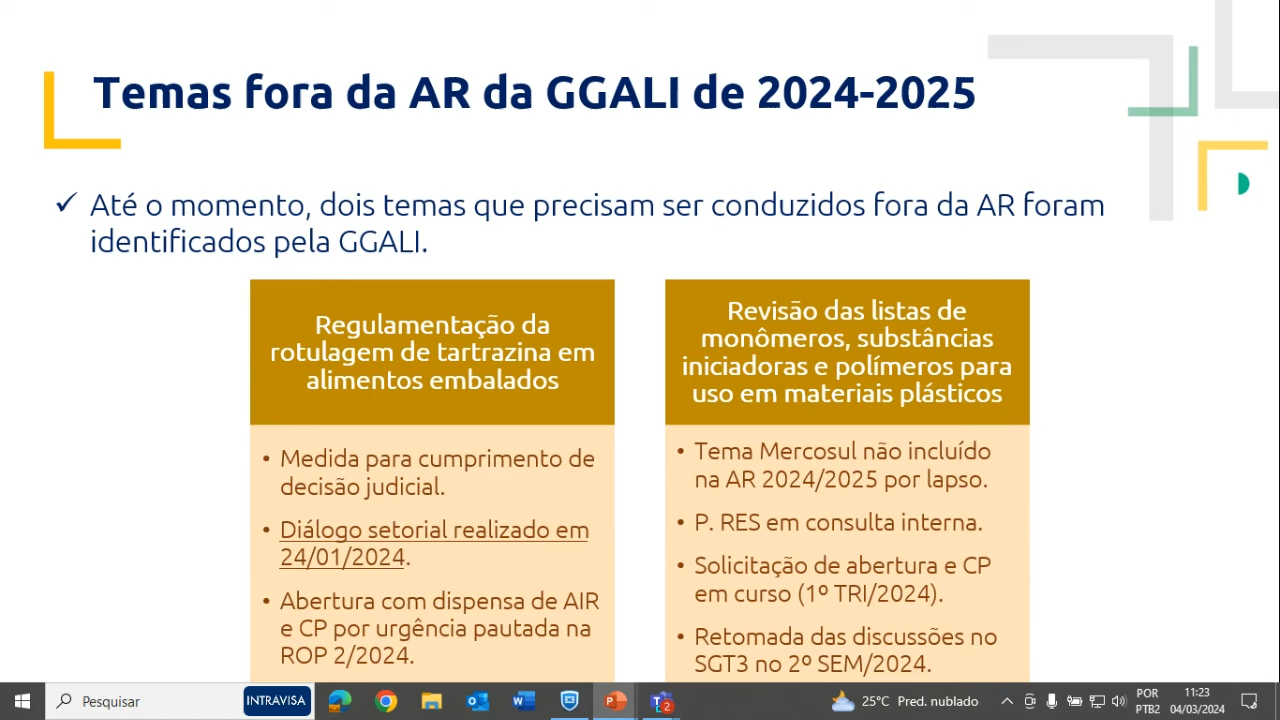 Temas fora da AR da GGALI de 2024-2025
✓ Até o momento, dois temas que precisam ser conduzidos fora da AR foram
identificados pela GGALI.
Regulamentação da
rotulagem de tartrazina em
alimentos embalados
• Medida para cumprimento de
decisão judicial.
• Diálogo setorial realizado em
24/01/2024.
• Abertura com dispensa de AIR
e CP por urgência pautada na
ROP 2/2024.
Revisão das listas de
monômeros, substâncias
iniciadoras e polímeros para
uso em materiais plásticos
• Tema Mercosul não incluído
na AR 2024/2025 por lapso.
• P. RES em consulta interna.
• Solicitação de abertura e CP
em curso (1º TRI/2024).
• Retomada das discussões no
SGT3 no 2º SEM/2024.
Pesquisar
INTRAVISA
2
25°C Pred. nublado
POR
PTB2
11:23
04/03/2024